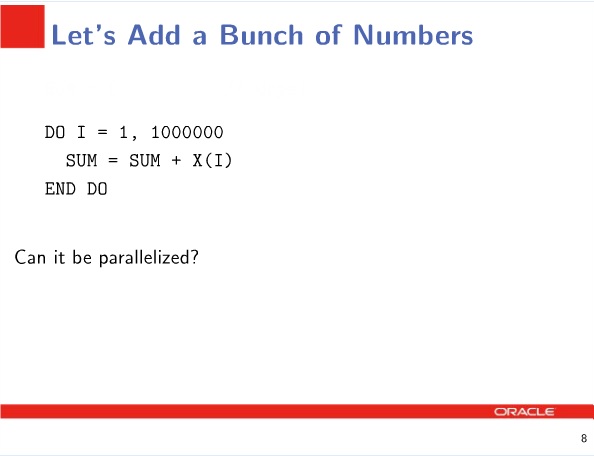 Let's Add a Bunch of Numbers
DO I = 1, 1000000
SUM = SUM + X(I)
END DO
Can it be parallelized?
ORACLE
8